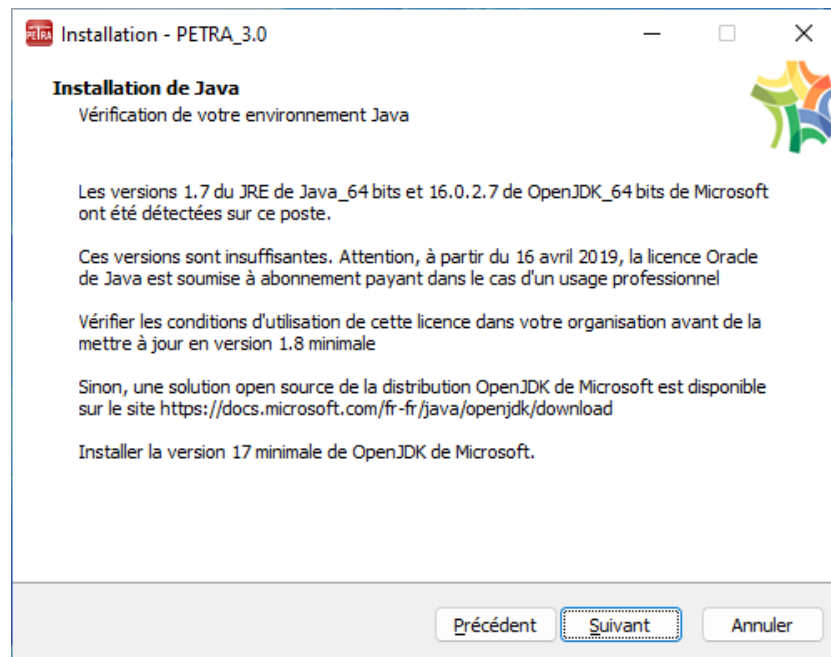 PETRA Installation - PETRA_3.0
Installation de Java
Vérification de votre environnement Java
Les versions 1.7 du JRE de Java_64 bits et 16.0.2.7 de OpenJDK_64 bits de Microsoft
ont été détectées sur ce poste.
Ces versions sont insuffisantes. Attention, à partir du 16 avril 2019, la licence Oracle
de Java est soumise à abonnement payant dans le cas d'un usage professionnel
Vérifier les conditions d'utilisation de cette licence dans votre organisation avant de la
mettre à jour en version 1.8 minimale
Sinon, une solution open source de la distribution OpenJDK de Microsoft est disponible
sur le site https://docs.microsoft.com/fr-fr/java/openjdk/download
Installer la version 17 minimale de OpenJDK de Microsoft.
Précédent Suivant Annuler